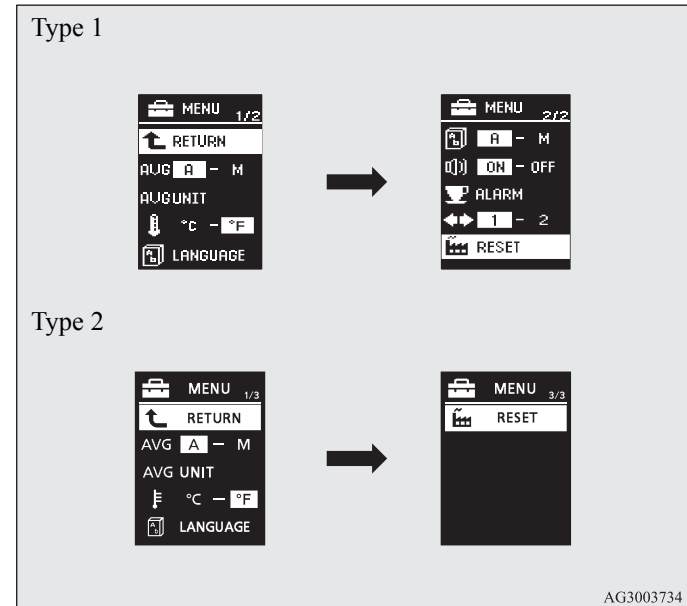 Type 1
MENU 1/2
RETURN
AVG A - M
AVG UNIT
°C - °F
LANGUAGE
MENU 2/2
A - M
ON - OFF
ALARM
1 - 2
RESET
Type 2
MENU 1/3
RETURN
AVG A - M
AVG UNIT
°C - °F
LANGUAGE
MENU 3/3
RESET
AG3003734